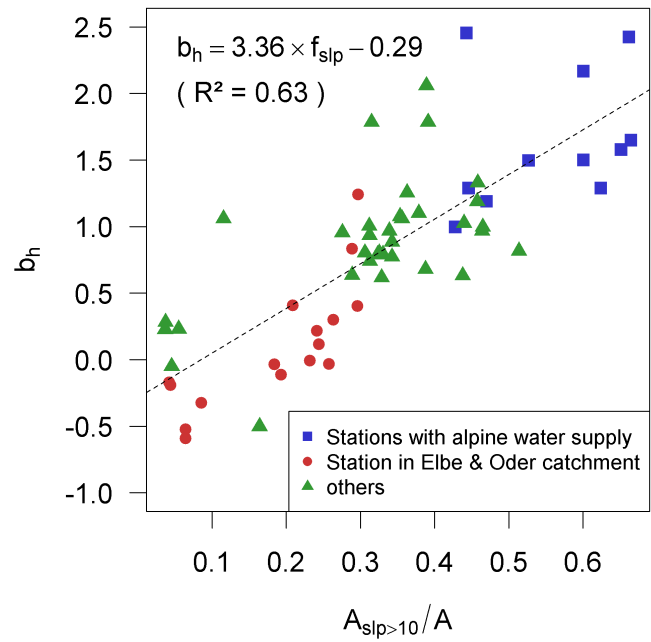 b_h = 3.36 × f_slp − 0.29
( R² = 0.63 )
2.5
2.0
1.5
1.0
0.5
0.0
-0.5
-1.0
b_h
Stations with alpine water supply
Station in Elbe & Oder catchment
others
0.1 0.2 0.3 0.4 0.5 0.6
A_slp>10/A